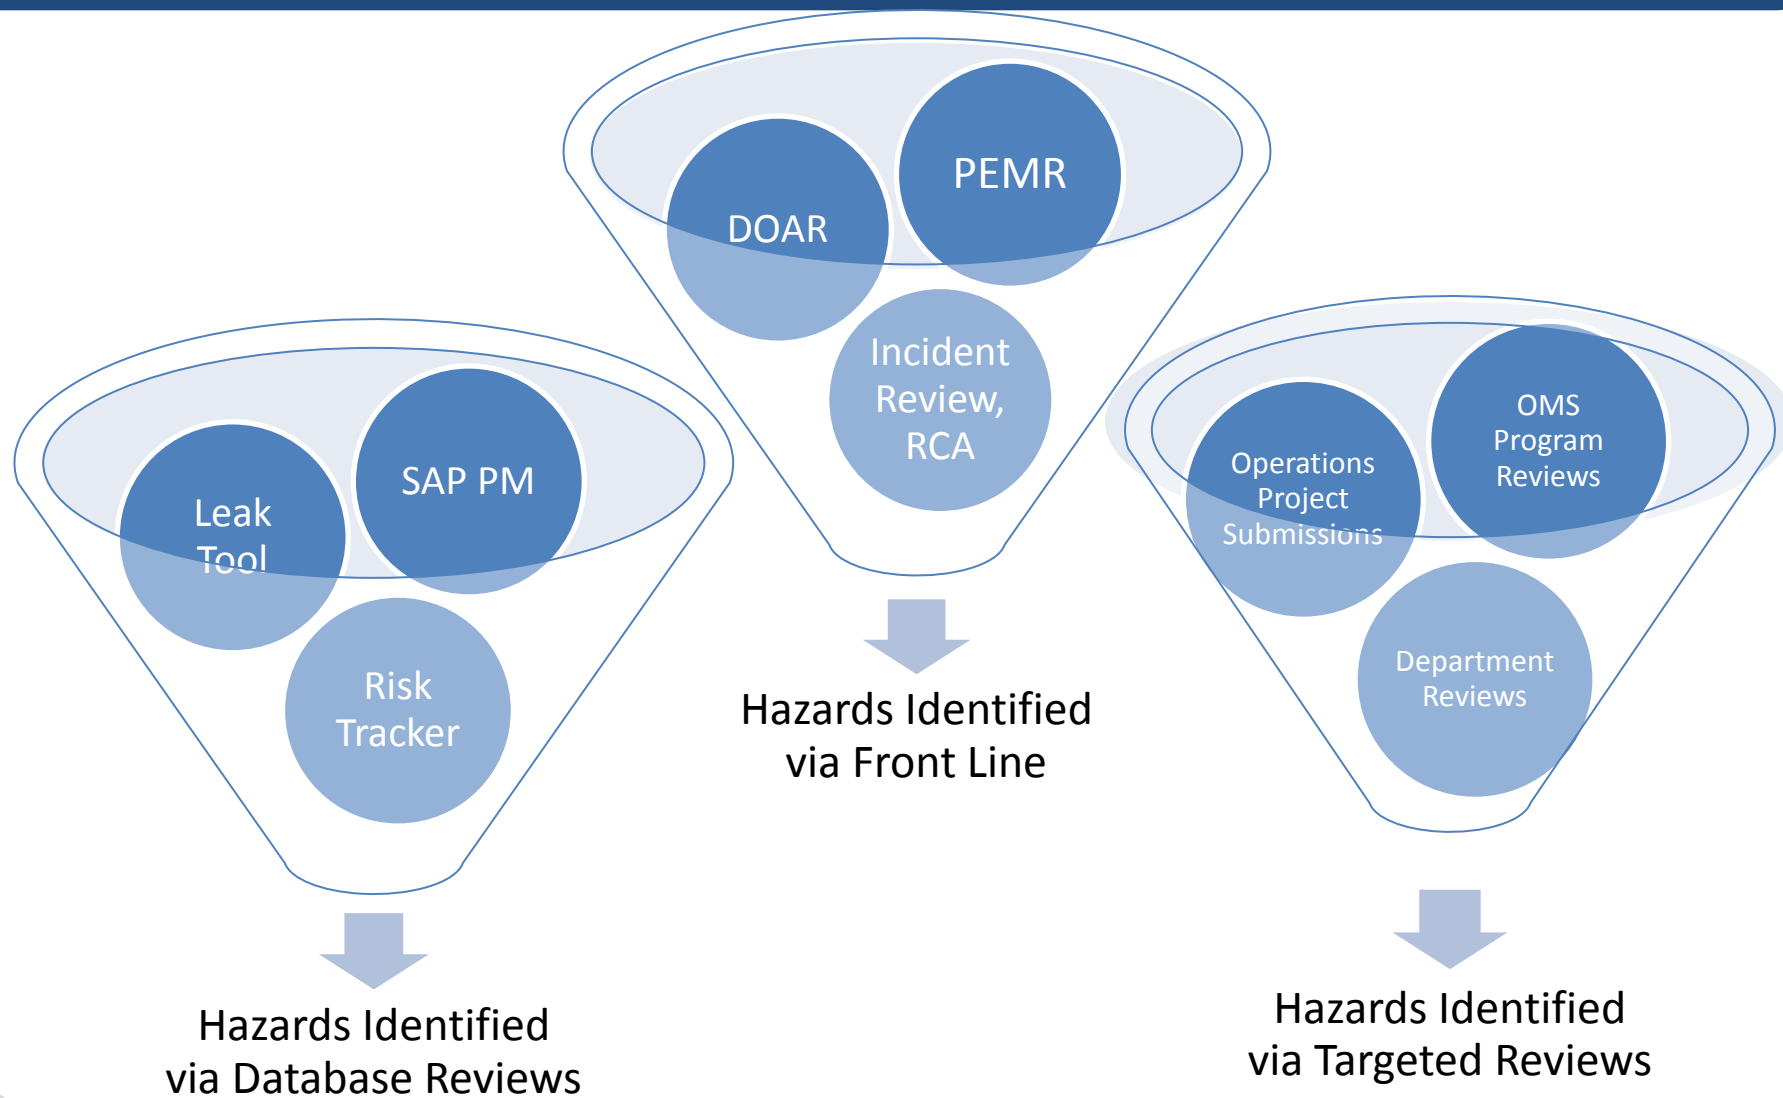 Leak
Tool
SAP PM
Risk
Tracker
Hazards Identified
via Database Reviews
DOAR
PEMR
Incident
Review,
RCA
Hazards Identified
via Front Line
Operations
Project
Submissions
OMS
Program
Reviews
Department
Reviews
Hazards Identified
via Targeted Reviews